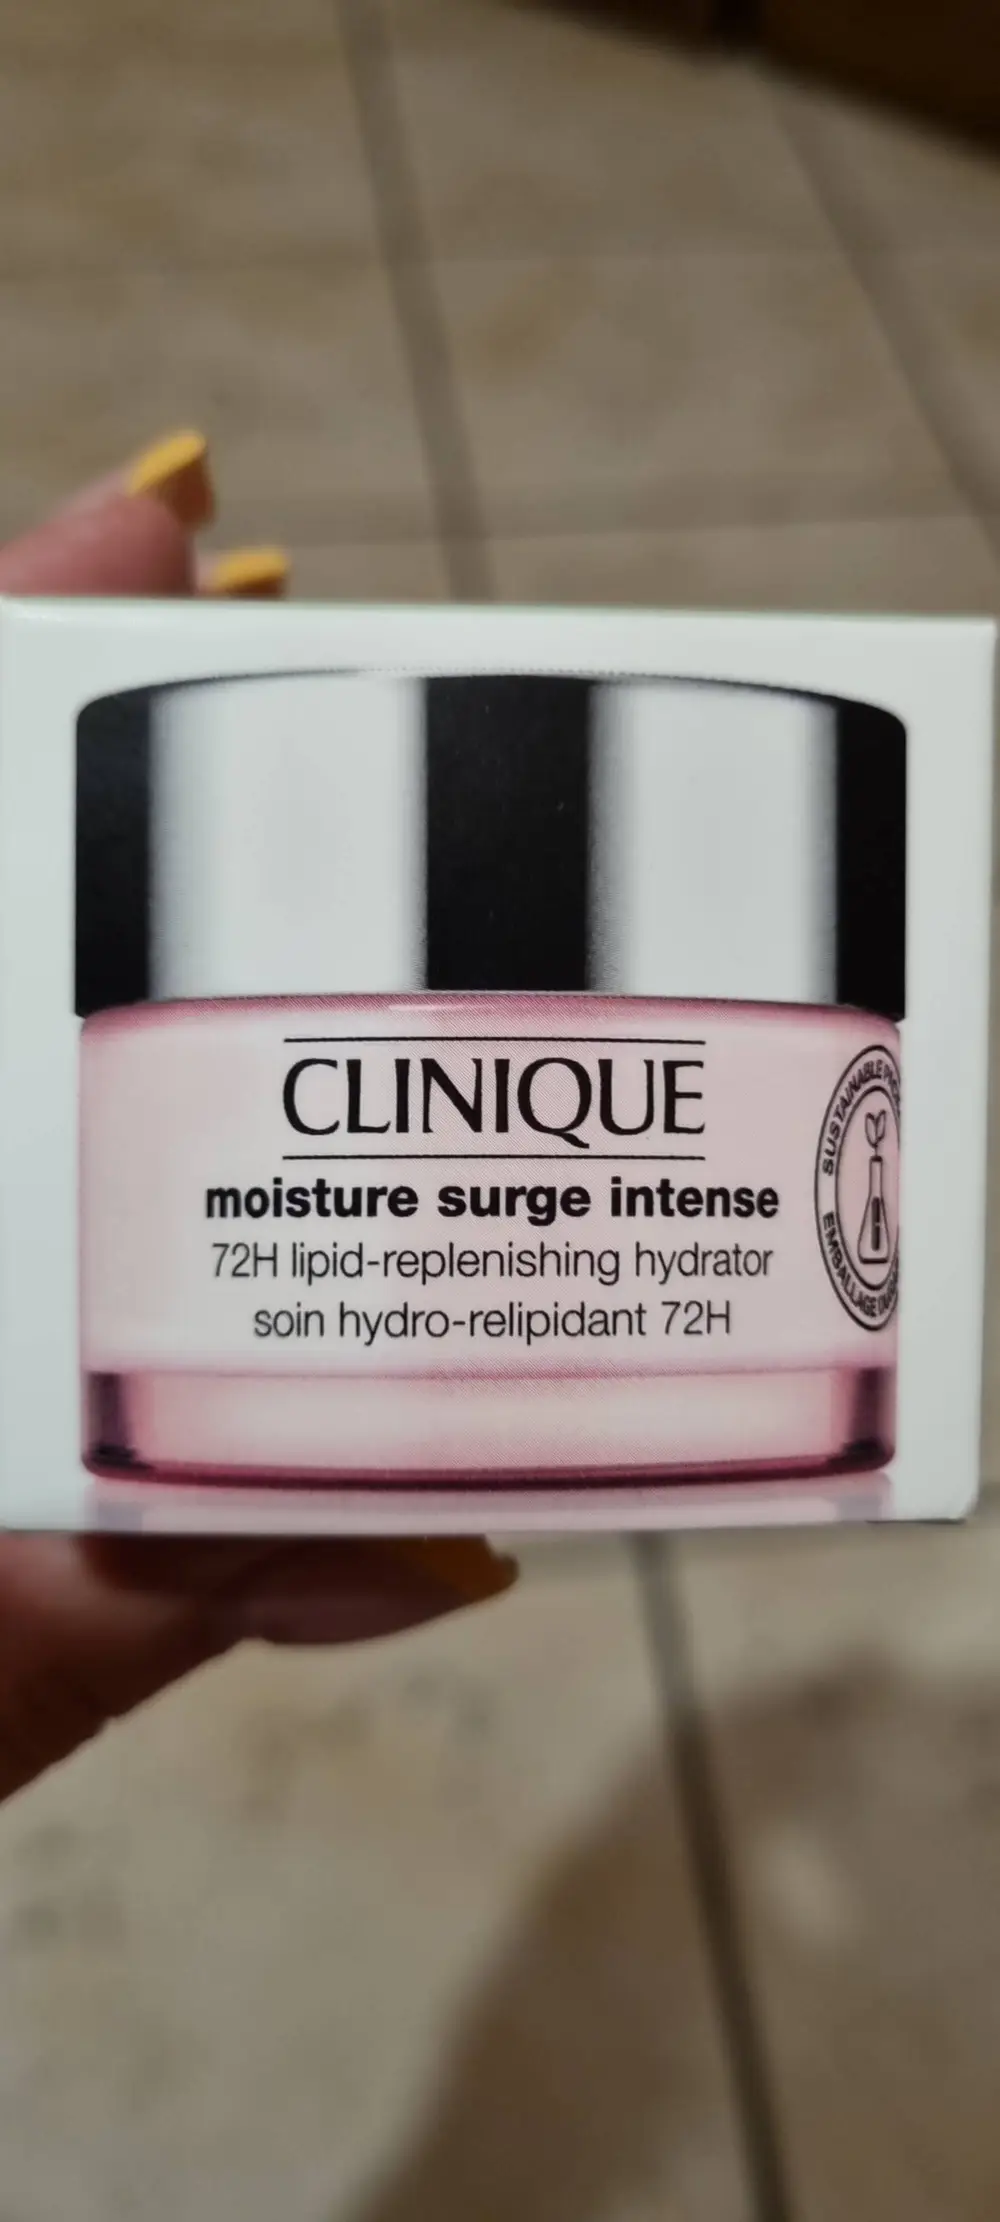 CLINIQUE
moisture surge intense
72H lipid-replenishing hydrator
soin hydro-relipidant 72H
SUSTAINABLE
EMBALLAGE